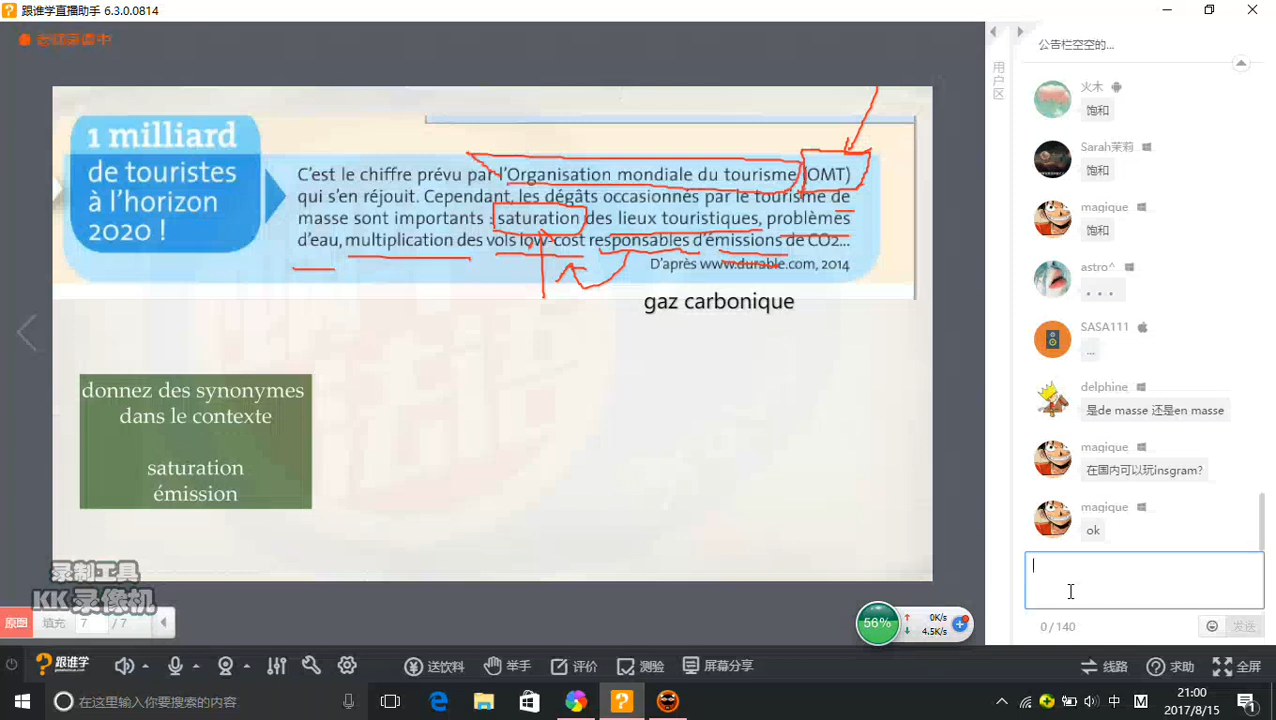 跟谁学直播助手 6.3.0.0814
老师录课中
公告栏空空的...
用户区
1 milliard
de touristes
à l'horizon
2020 !
C'est le chiffre prévu par l'Organisation mondiale du tourisme (OMT)
qui s'en réjouit. Cependant, les dégâts occasionnés par le tourisme de
masse sont importants : saturation des lieux touristiques, problèmes
d'eau, multiplication des vols low-cost responsables d'émissions de CO2...
D'après www.durable.com, 2014
gaz carbonique
donnez des synonymes
dans le contexte
saturation
émission
火木
饱和
Sarah茉莉
饱和
magique
饱和
astro^
. . .
SASA111
...
delphine
是de masse 还是en masse
magique
在国内可以玩insgram?
magique
ok
0 / 140
发送
录制工具
KK 录像机
原图 填充 7 / 7
56%
0K/s
4.5K/s
跟谁学
送饮料 举手 评价 测验 屏幕分享
线路 求助 全屏
在这里输入你要搜索的内容
中 M
21:00
2017/8/15
1